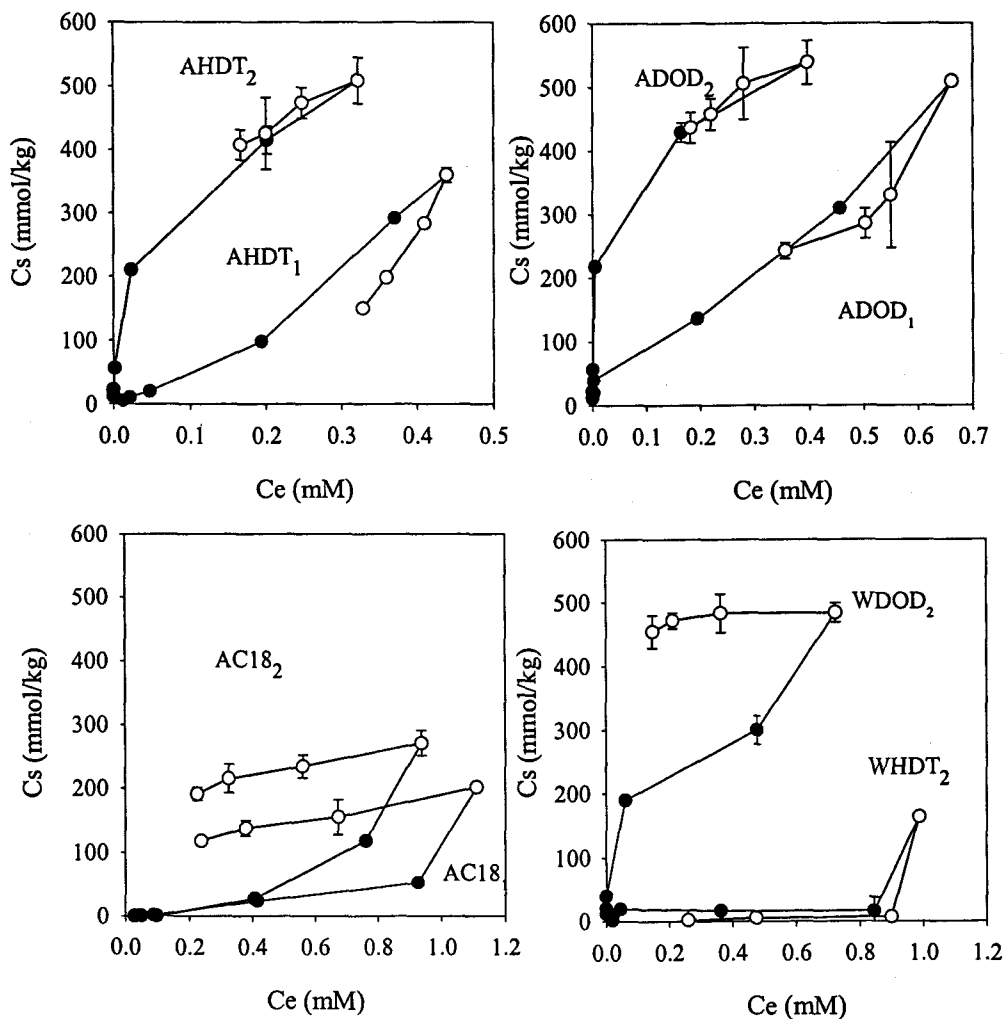 600
500
400
300
200
100
0
Cs (mmol/kg)
AHDT2
AHDT1
0.0 0.1 0.2 0.3 0.4 0.5
Ce (mM)
600
500
400
300
200
100
0
Cs (mmol/kg)
ADOD2
ADOD1
0.0 0.1 0.2 0.3 0.4 0.5 0.6 0.7
Ce (mM)
600
500
400
300
200
100
0
Cs (mmol/kg)
AC182
AC18
0.0 0.2 0.4 0.6 0.8 1.0 1.2
Ce (mM)
600
500
400
300
200
100
0
Cs (mmol/kg)
WDOD2
WHDT2
0.0 0.2 0.4 0.6 0.8 1.0 1.2
Ce (mM)